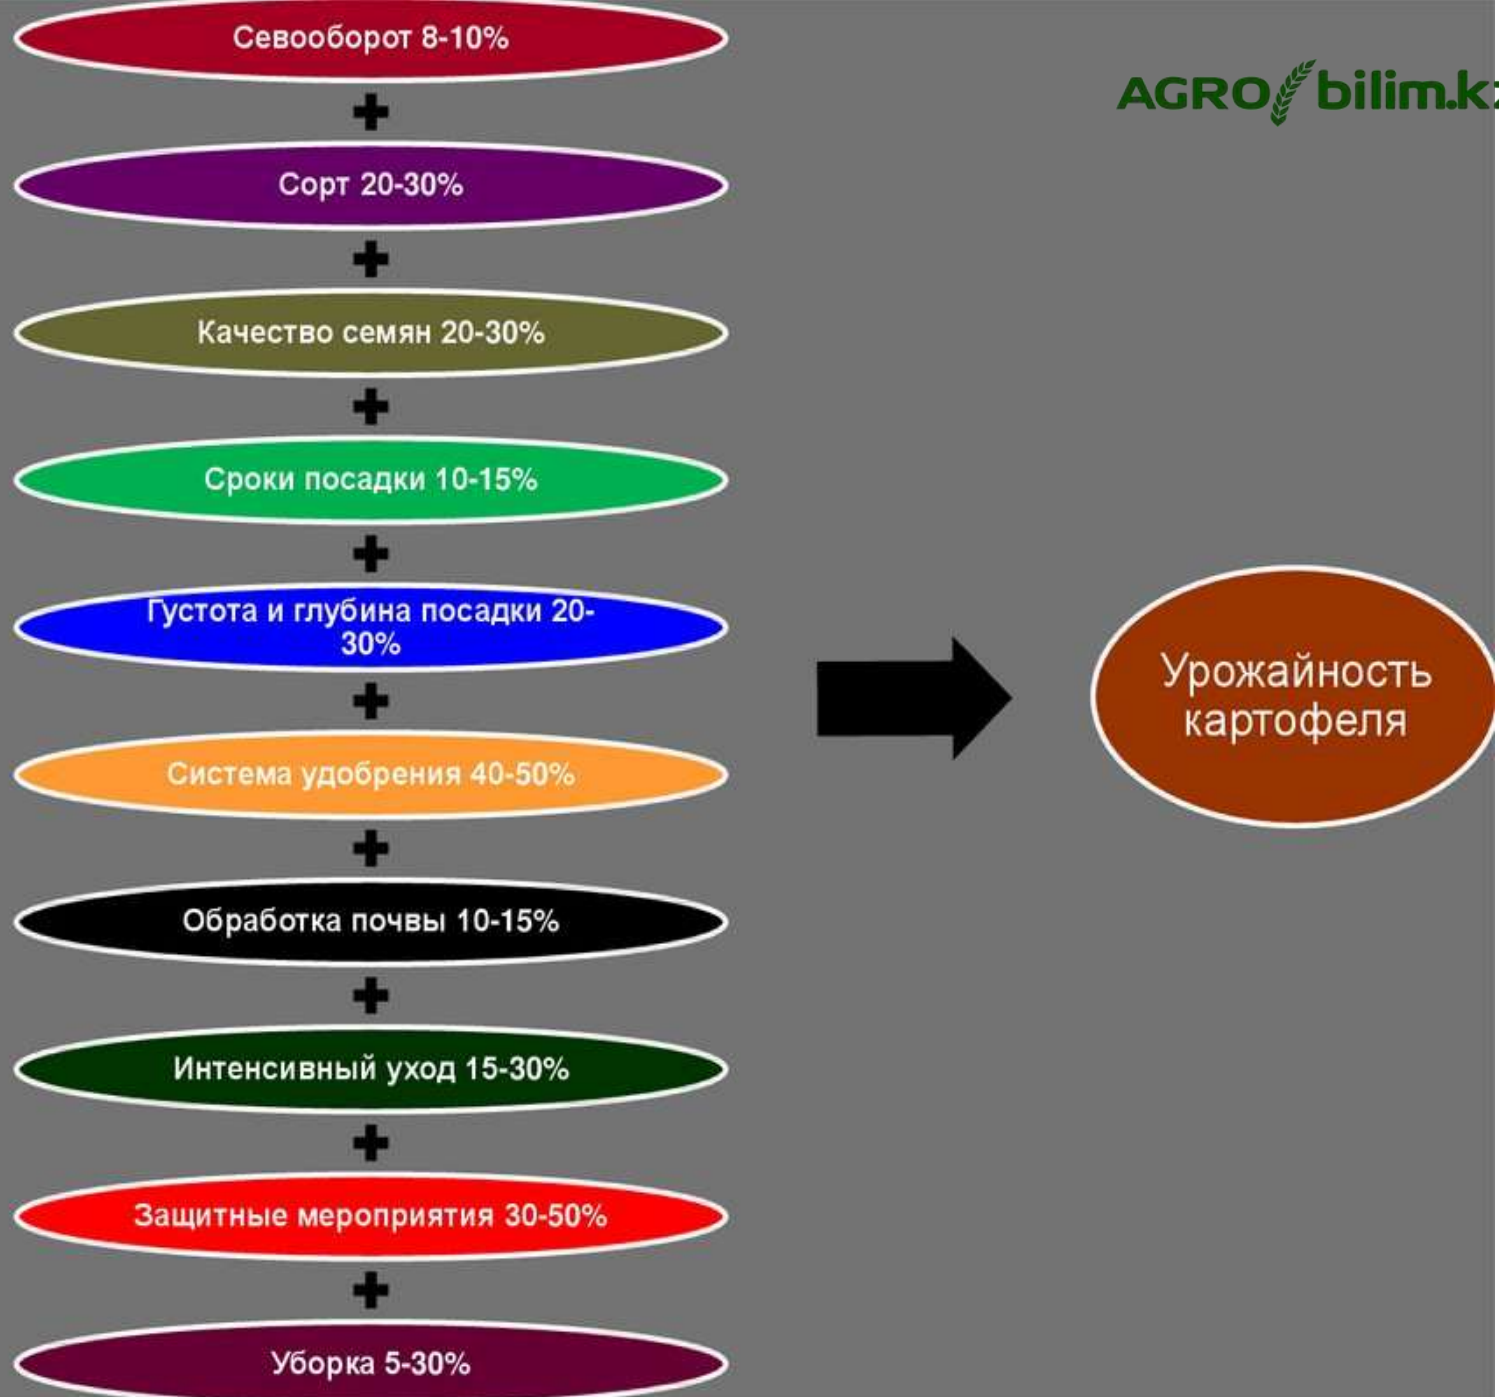 Севооборот 8-10%
AGRO bilim.kz
Сорт 20-30%
Качество семян 20-30%
Сроки посадки 10-15%
Густота и глубина посадки 20-
30%
Система удобрения 40-50%
Урожайность
картофеля
Обработка почвы 10-15%
Интенсивный уход 15-30%
Защитные мероприятия 30-50%
Уборка 5-30%